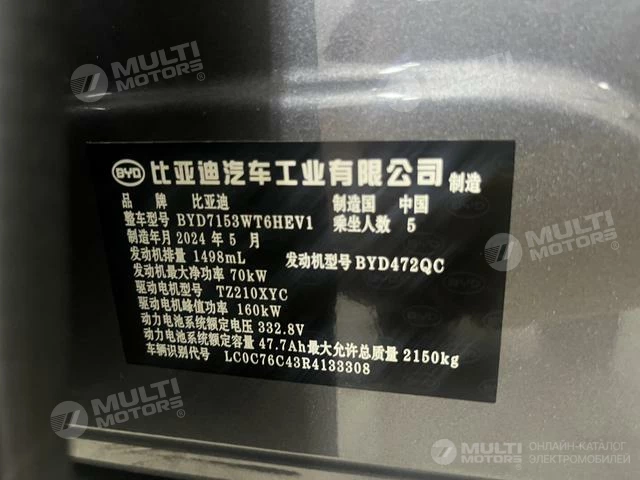 MULTI MOTORS
MULTI MOTORS
BYD 比亚迪汽车工业有限公司 制造
品 牌 比亚迪 制造国 中国
整车型号 BYD7153WT6HEV1 乘坐人数 5
制造年月 2024 年 5 月
发动机排量 1498mL 发动机型号 BYD472QC
发动机最大净功率 70kW
驱动电机型号 TZ210XYC
驱动电机峰值功率 160kW
动力电池系统额定电压 332.8V
动力电池系统额定容量 47.7Ah 最大允许总质量 2150kg
车辆识别代号 LC0C76C43R4133308
MULTI MOTORS
MULTI MOTORS
MULTI MOTORS ОНЛАЙН-КАТАЛОГ ЭЛЕКТРОМОБИЛЕЙ